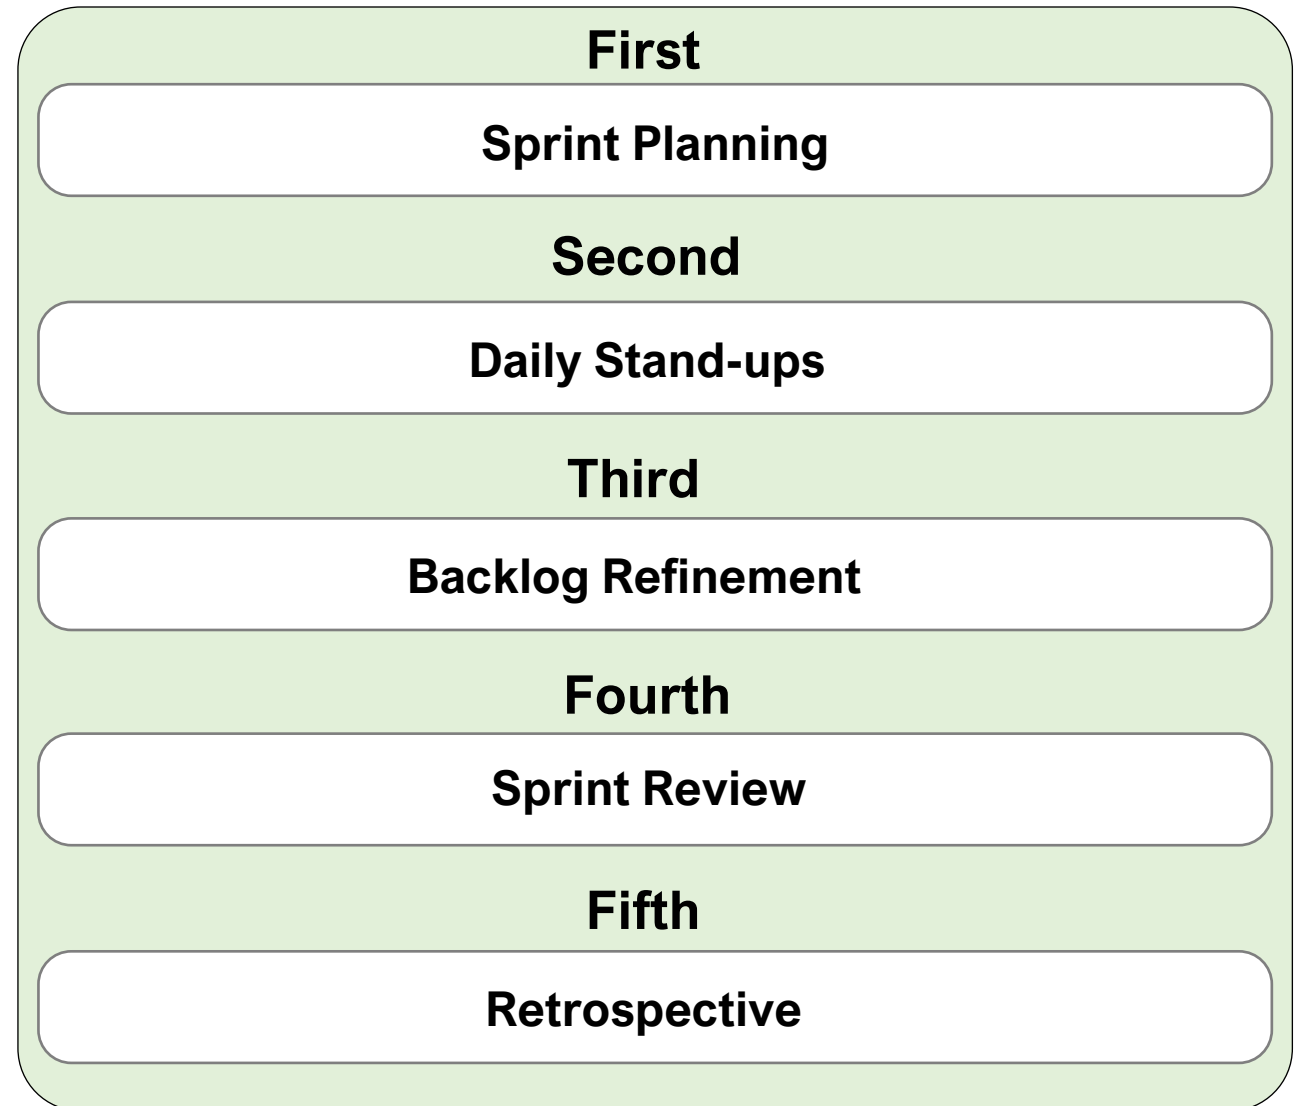 First
Sprint Planning
Second
Daily Stand-ups
Third
Backlog Refinement
Fourth
Sprint Review
Fifth
Retrospective